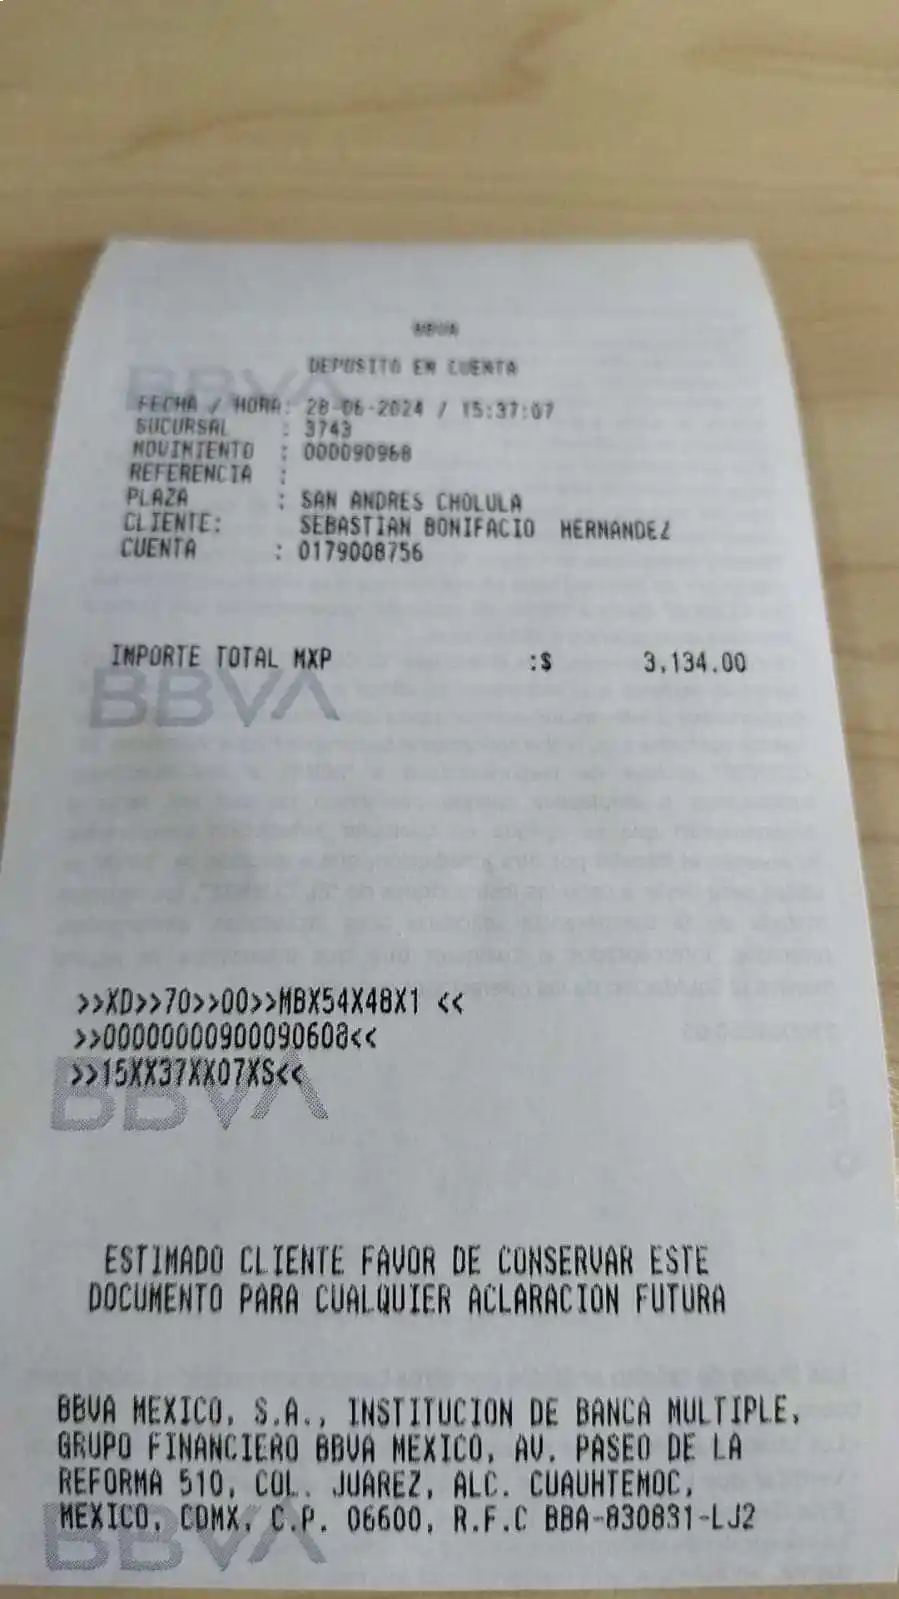 BBVA
DEPOSITO EN CUENTA
FECHA / HORA: 28-06-2024 / 15:37:07
SUCURSAL : 3743
MOVIMIENTO : 000090968
REFERENCIA :
PLAZA : SAN ANDRES CHOLULA
CLIENTE: SEBASTIAN BONIFACIO HERNANDEZ
CUENTA : 0179008756
IMPORTE TOTAL MXP :$ 3,134.00
BBVA
>>XD>>70>>00>>MBX54X48X1 <<
>>00000000900090608<<
>>15XX37XX07XS<<
BBVA
ESTIMADO CLIENTE FAVOR DE CONSERVAR ESTE
DOCUMENTO PARA CUALQUIER ACLARACION FUTURA
BBVA MEXICO, S.A., INSTITUCION DE BANCA MULTIPLE,
GRUPO FINANCIERO BBVA MEXICO, AV. PASEO DE LA
REFORMA 510, COL. JUAREZ, ALC. CUAUHTEMOC,
MEXICO, CDMX, C.P. 06600, R.F.C BBA-830831-LJ2
BBVA